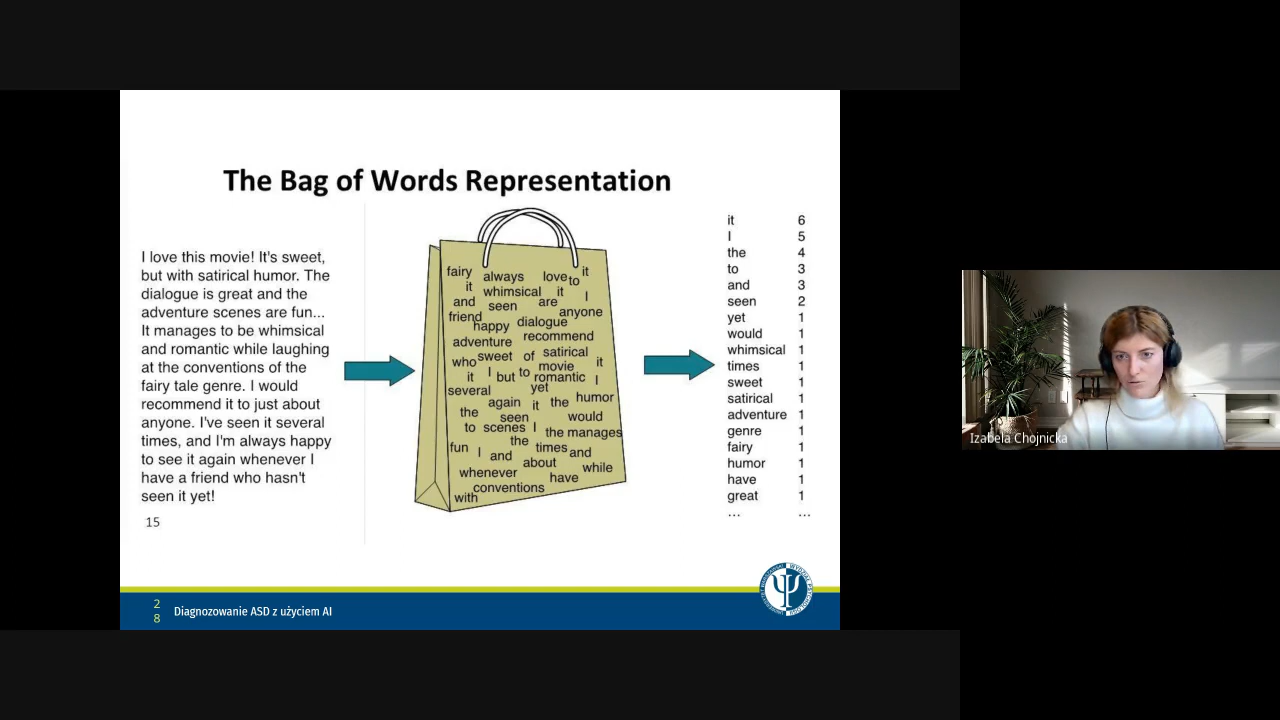 The Bag of Words Representation
I love this movie! It's sweet,
but with satirical humor. The
dialogue is great and the
adventure scenes are fun...
It manages to be whimsical
and romantic while laughing
at the conventions of the
fairy tale genre. I would
recommend it to just about
anyone. I've seen it several
times, and I'm always happy
to see it again whenever I
have a friend who hasn't
seen it yet!
15
fairy always love to it
it whimsical it I
and seen are anyone
friend happy dialogue
adventure recommend
who sweet of satirical
it I but to movie it
romantic I
several yet
again it the humor
the seen would
to scenes I the manages
fun I and the times and
whenever about while
have
conventions
with
it 6
I 5
the 4
to 3
and 3
seen 2
yet 1
would 1
whimsical 1
times 1
sweet 1
satirical 1
adventure 1
genre 1
fairy 1
humor 1
have 1
great 1
... ...
2
8
Diagnozowanie ASD z użyciem AI
Izabela Chojnicka